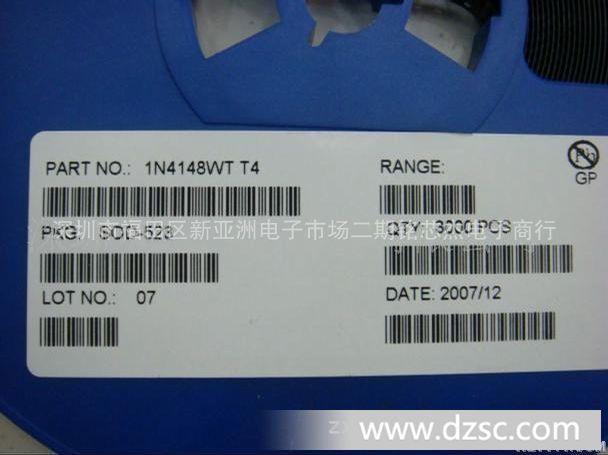 PART NO.: 1N4148WT T4
RANGE:
Pb
GP
深圳市福田区新亚洲电子市场二期铭芯杰电子商行
PKG: SOD-523
QTY: 3000 PCS
LOT NO.: 07
DATE: 2007/12
www.dzsc.com